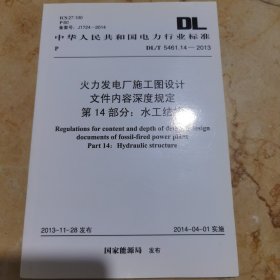 ICS 27.100
P 60
备案号：J1724-2014
DL
中华人民共和国电力行业标准
P
DL/T 5461.14—2013
火力发电厂施工图设计
文件内容深度规定
第14部分：水工结
Regulations for content and depth of design
documents of fossil-fired power plant
Part 14: Hydraulic structure
2013-11-28 发布
2014-04-01 实施
国家能源局 发布